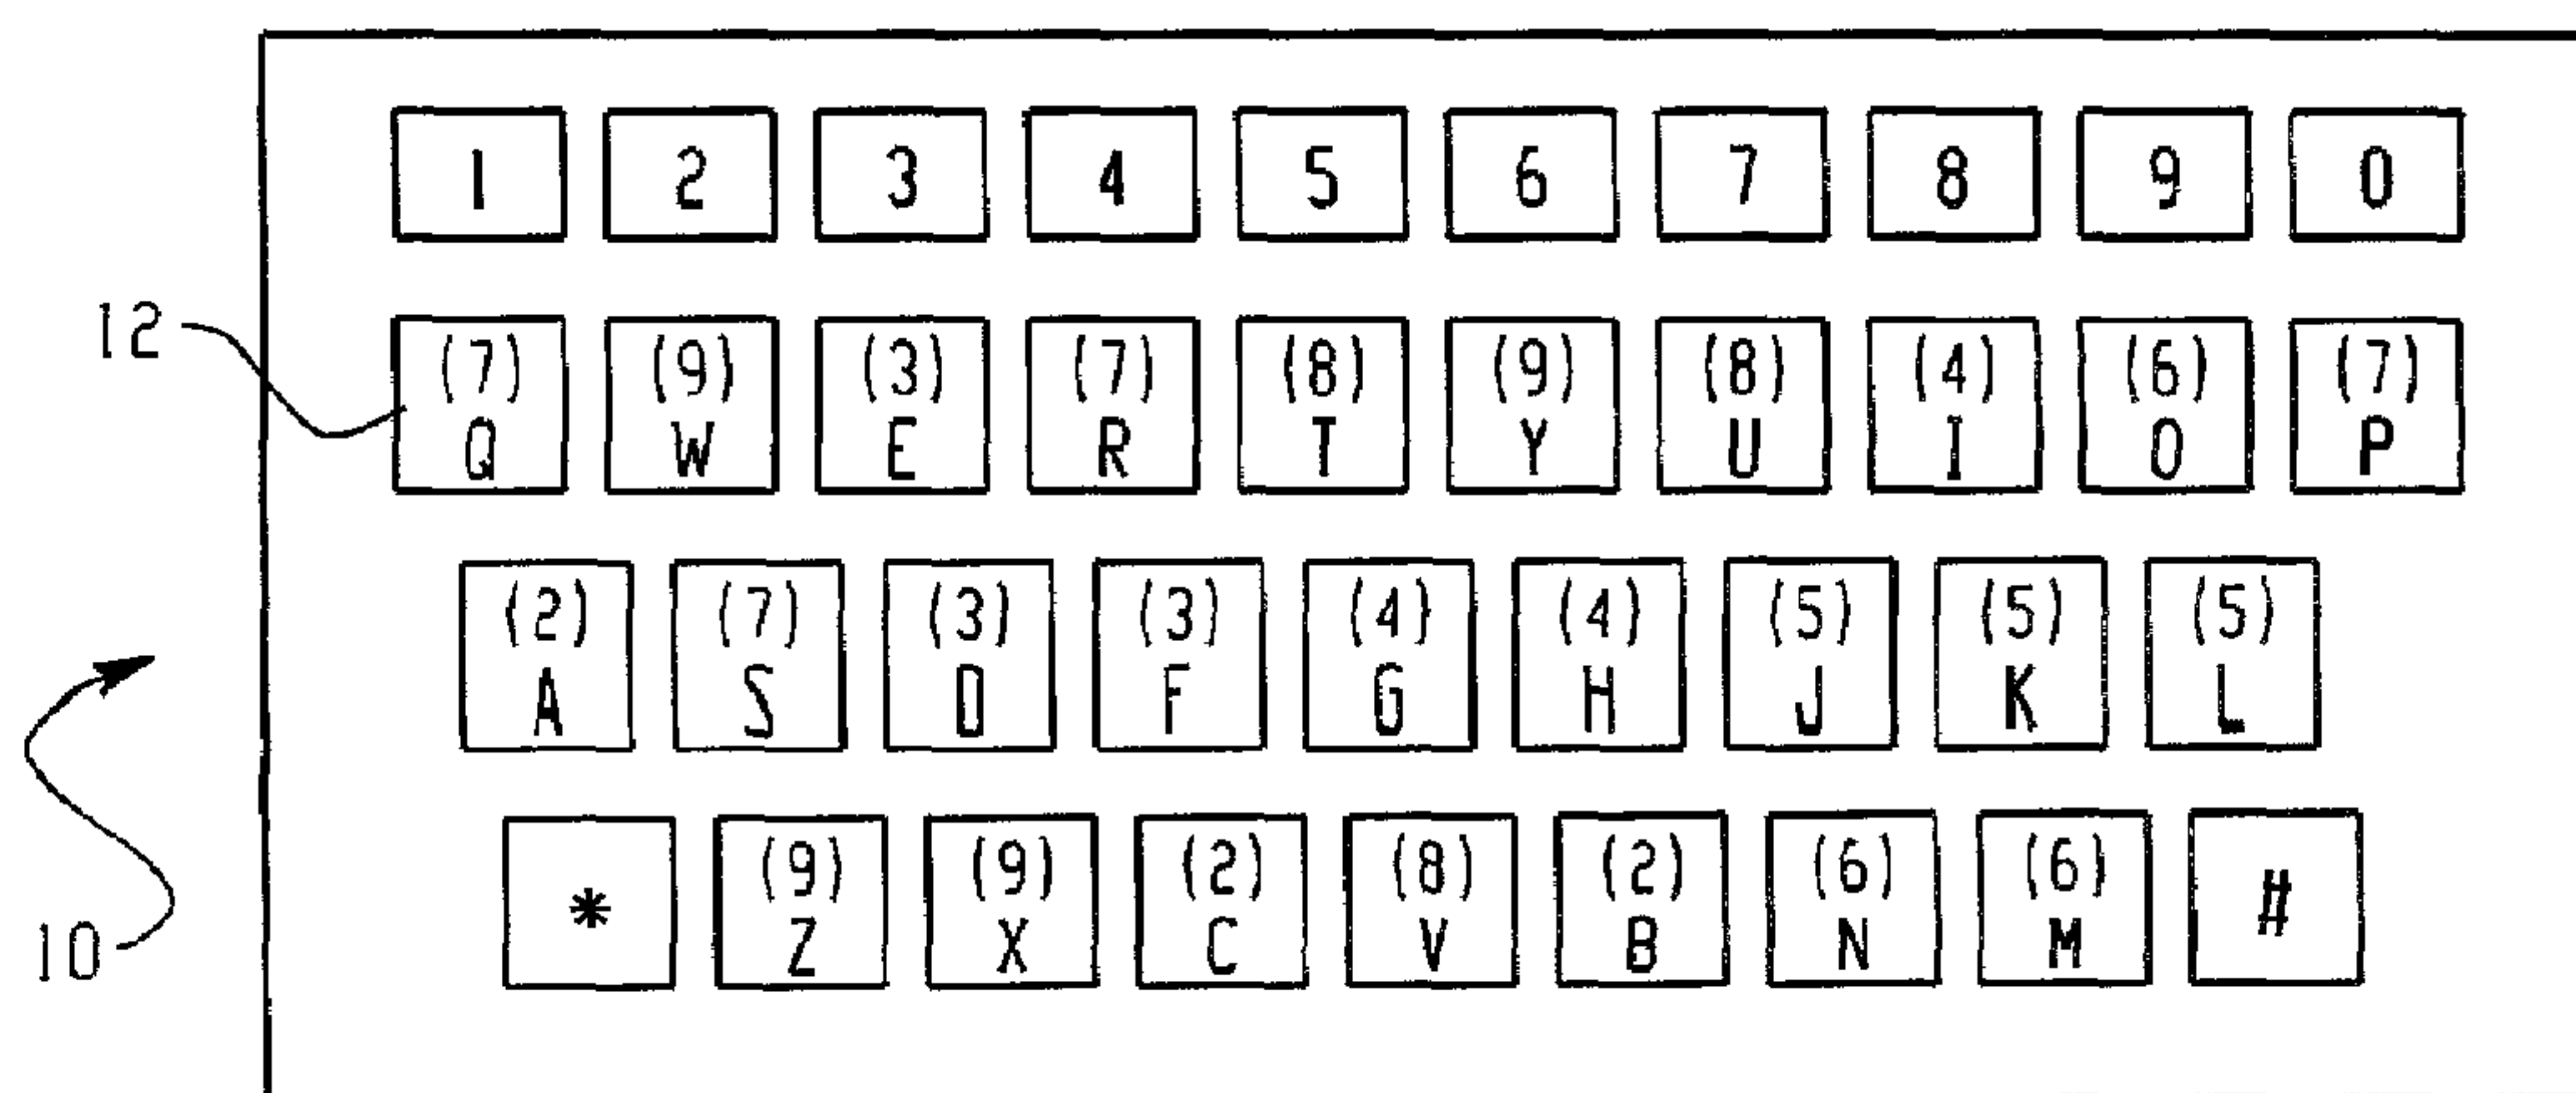 1 2 3 4 5 6 7 8 9 0
12
(7) (9) (3) (7) (8) (9) (8) (4) (6) (7)
Q W E R T Y U I O P
(2) (7) (3) (3) (4) (4) (5) (5) (5)
A S D F G H J K L
(9) (9) (2) (8) (2) (6) (6)
* Z X C V B N M #
10